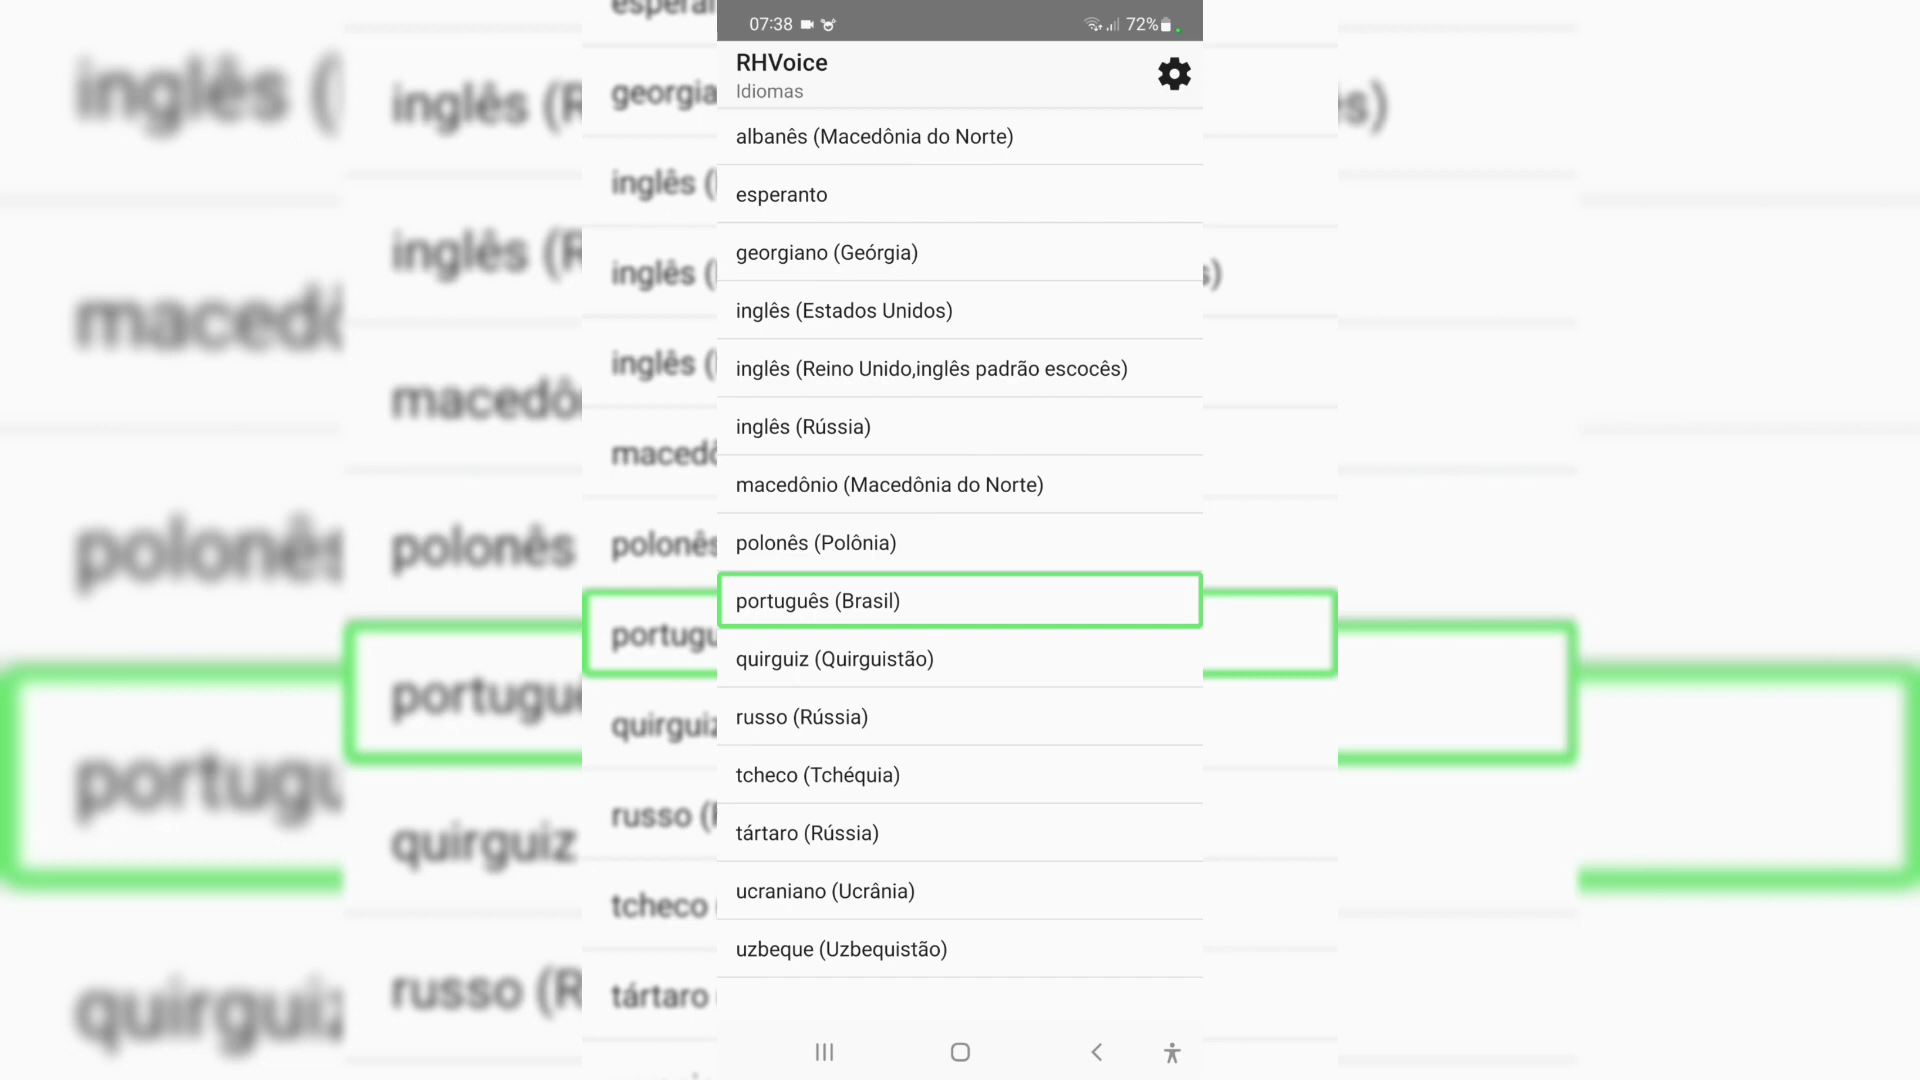 07:38
72%
RHVoice
Idiomas
albanês (Macedônia do Norte)
esperanto
georgiano (Geórgia)
inglês (Estados Unidos)
inglês (Reino Unido,inglês padrão escocês)
inglês (Rússia)
macedônio (Macedônia do Norte)
polonês (Polônia)
português (Brasil)
quirguiz (Quirguistão)
russo (Rússia)
tcheco (Tchéquia)
tártaro (Rússia)
ucraniano (Ucrânia)
uzbeque (Uzbequistão)